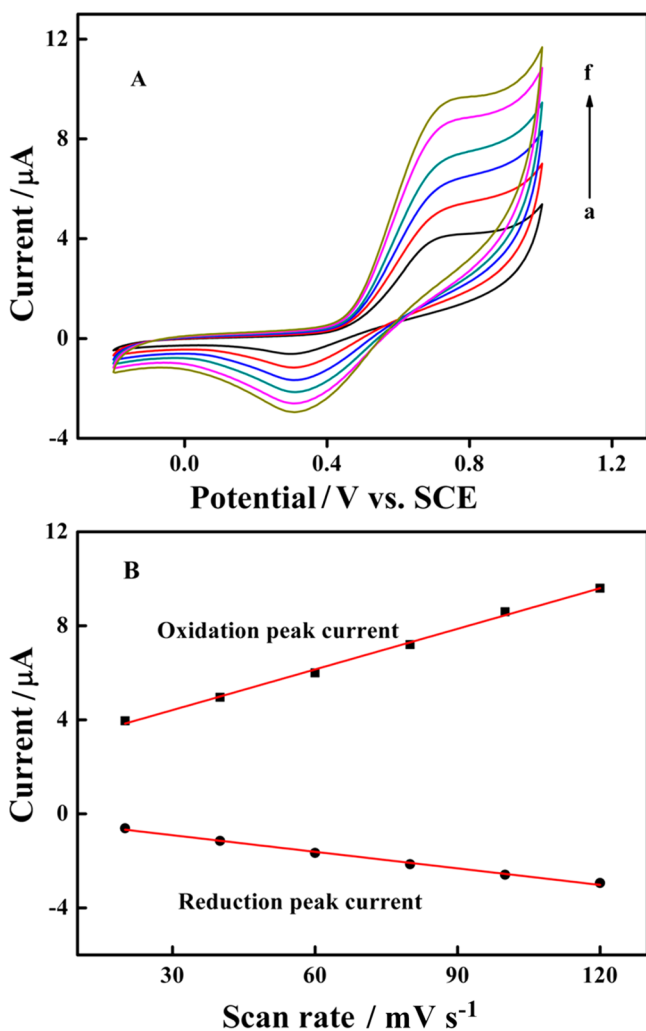 12
A
f
8
a
4
0
-4
Current /μA
0.0 0.4 0.8 1.2
Potential / V vs. SCE
12
B
Oxidation peak current
8
4
0
Reduction peak current
-4
Current /μA
30 60 90 120
Scan rate / mV s⁻¹